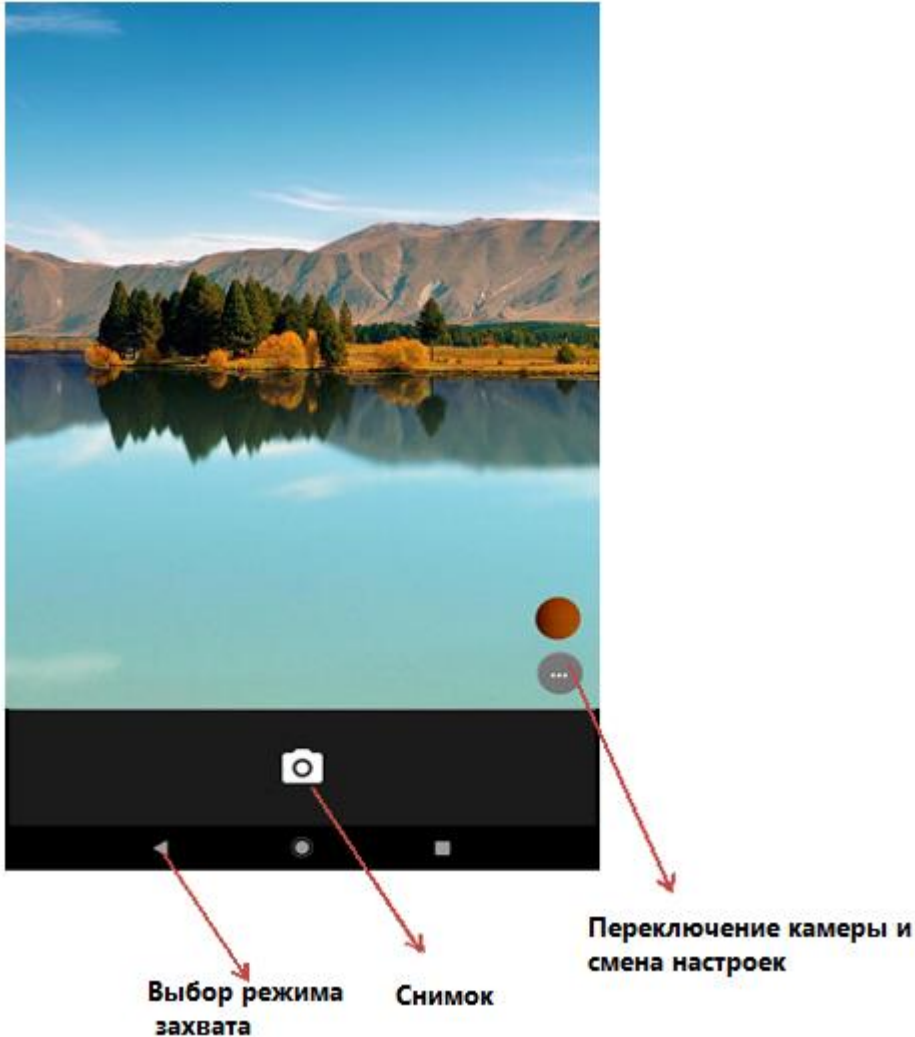 Переключение камеры и
смена настроек
Выбор режима
захвата
Снимок